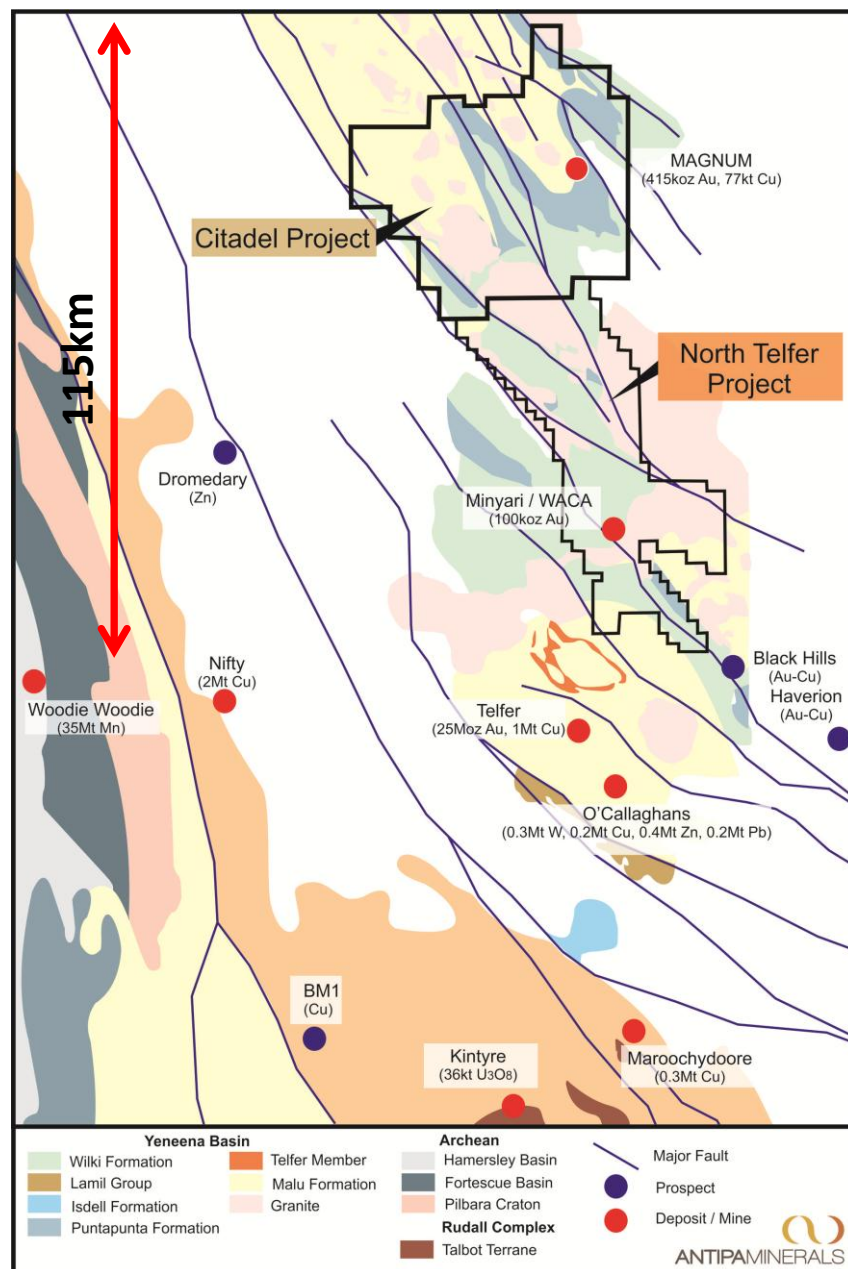 MAGNUM
(415koz Au, 77kt Cu)
Citadel Project
115km
North Telfer
Project
Dromedary
(Zn)
Minyari / WACA
(100koz Au)
Black Hills
(Au-Cu)
Haverion
(Au-Cu)
Nifty
(2Mt Cu)
Woodie Woodie
(35Mt Mn)
Telfer
(25Moz Au, 1Mt Cu)
O'Callaghans
(0.3Mt W, 0.2Mt Cu, 0.4Mt Zn, 0.2Mt Pb)
BM1
(Cu)
Kintyre
(36kt U3O8)
Maroochydoore
(0.3Mt Cu)
Yeneena Basin
Wilki Formation
Lamil Group
Isdell Formation
Puntapunta Formation
Telfer Member
Malu Formation
Granite
Archean
Hamersley Basin
Fortescue Basin
Pilbara Craton
Rudall Complex
Talbot Terrane
Major Fault
Prospect
Deposit / Mine
ANTIPAMINERALS